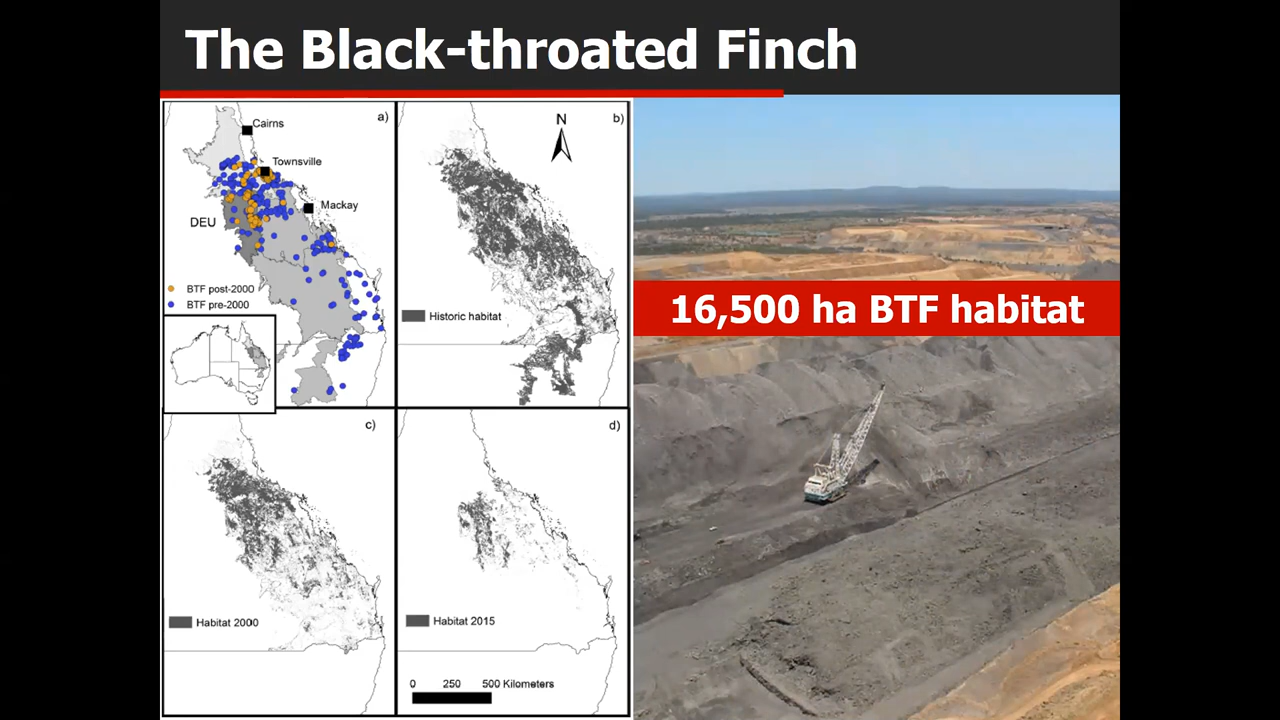 The Black-throated Finch
a)
Cairns
Townsville
Mackay
DEU
BTF post-2000
BTF pre-2000
b)
N
Historic habitat
c)
Habitat 2000
d)
Habitat 2015
0 250 500 Kilometers
16,500 ha BTF habitat